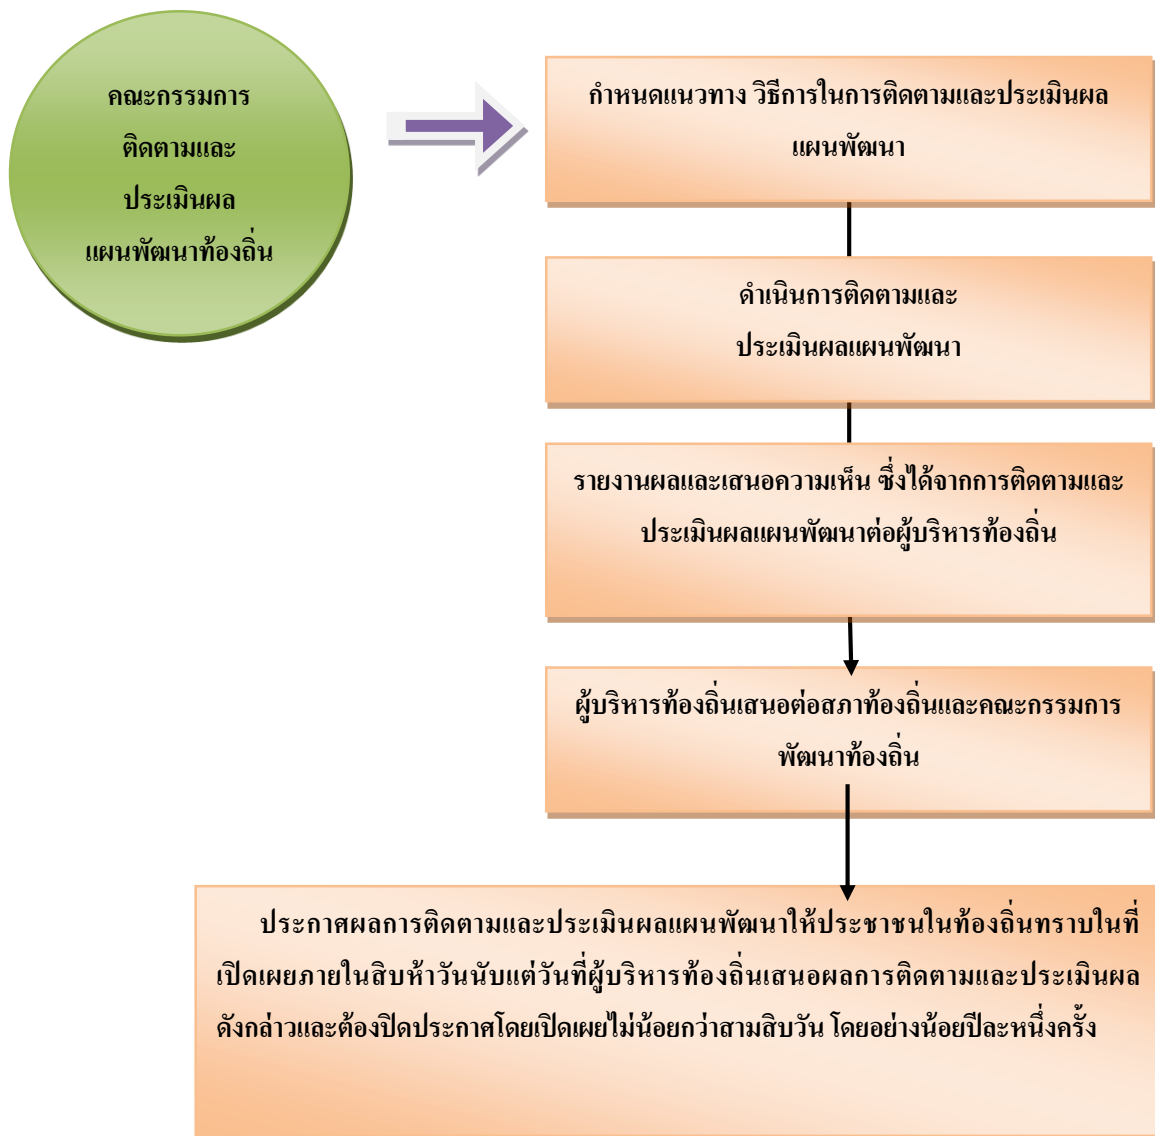 คณะกรรมการ
ติดตามและ
ประเมินผล
แผนพัฒนาท้องถิ่น
กำหนดแนวทาง วิธีการในการติดตามและประเมินผล
แผนพัฒนา
ดำเนินการติดตามและ
ประเมินผลแผนพัฒนา
รายงานผลและเสนอความเห็น ซึ่งได้จากการติดตามและ
ประเมินผลแผนพัฒนาต่อผู้บริหารท้องถิ่น
ผู้บริหารท้องถิ่นเสนอต่อสภาท้องถิ่นและคณะกรรมการ
พัฒนาท้องถิ่น
ประกาศผลการติดตามและประเมินผลแผนพัฒนาให้ประชาชนในท้องถิ่นทราบในที่
เปิดเผยภายในสิบห้าวันนับแต่วันที่ผู้บริหารท้องถิ่นเสนอผลการติดตามและประเมินผล
ดังกล่าวและต้องปิดประกาศโดยเปิดเผยไม่น้อยกว่าสามสิบวัน โดยอย่างน้อยปีละหนึ่งครั้ง